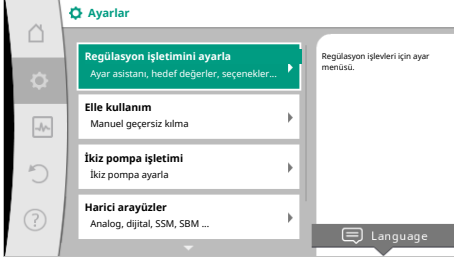 Ayarlar
Regülasyon işletimini ayarla
Ayar asistanı, hedef değerler, seçenekler...
Elle kullanım
Manuel geçersiz kılma
İkiz pompa işletimi
İkiz pompa ayarla
Harici arayüzler
Analog, dijital, SSM, SBM ...
Regülasyon işlevleri için ayar
menüsü.
Language